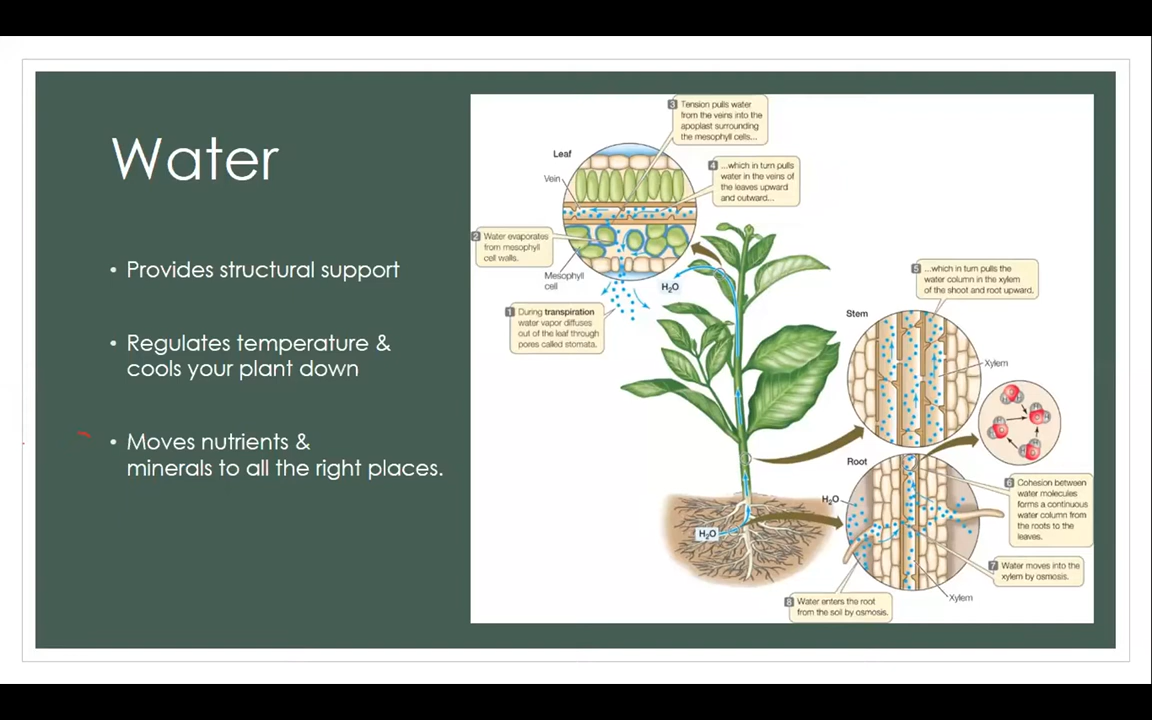 Water
• Provides structural support
• Regulates temperature &
cools your plant down
• Moves nutrients &
minerals to all the right places.
3 Tension pulls water
from the veins into the
apoplast surrounding
the mesophyll cells...
Leaf
Vein
4 ...which in turn pulls
water in the veins of
the leaves upward
and outward...
2 Water evaporates
from mesophyll
cell walls.
Mesophyll
cell
H₂O
1 During transpiration
water vapor diffuses
out of the leaf through
pores called stomata.
5 ...which in turn pulls the
water column in the xylem
of the shoot and root upward.
Stem
Xylem
Root
H₂O
H₂O
6 Cohesion between
water molecules
forms a continuous
water column from
the roots to the
leaves.
7 Water moves into the
xylem by osmosis.
Xylem
8 Water enters the root
from the soil by osmosis.